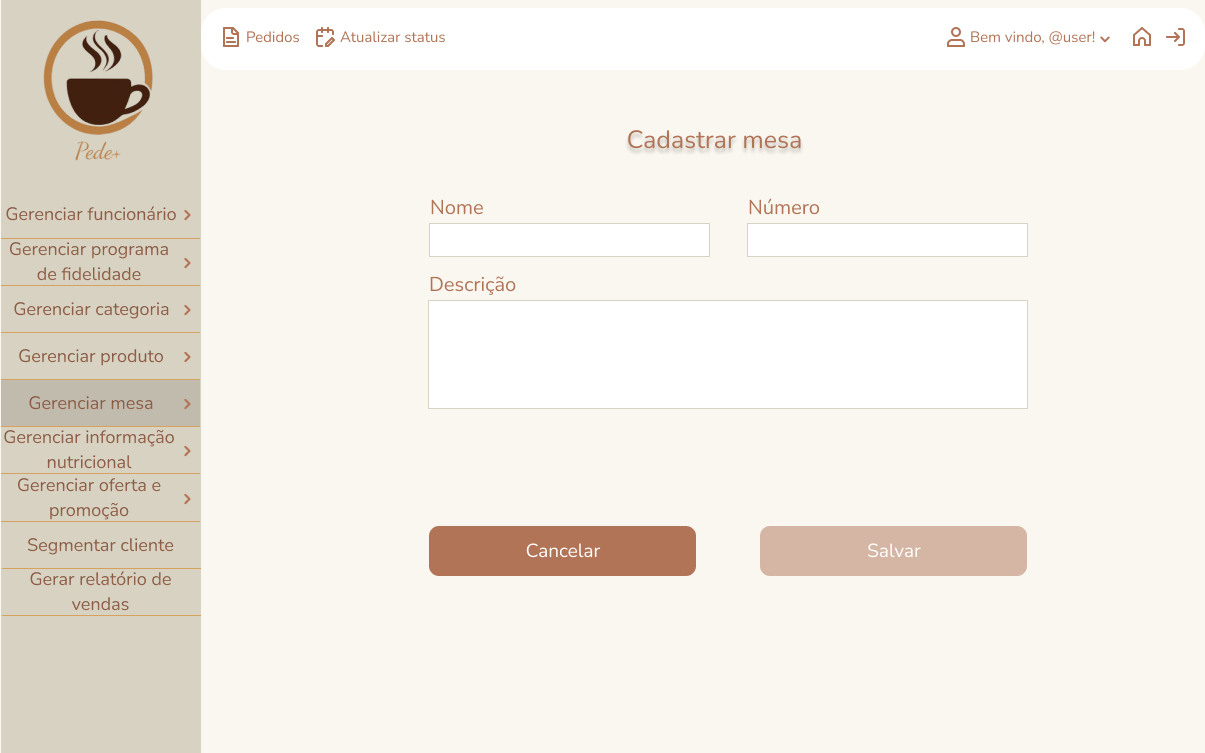 Pede+
Gerenciar funcionário
Gerenciar programa
de fidelidade
Gerenciar categoria
Gerenciar produto
Gerenciar mesa
Gerenciar informação
nutricional
Gerenciar oferta e
promoção
Segmentar cliente
Gerar relatório de
vendas
Pedidos
Atualizar status
Bem vindo, @user!
Cadastrar mesa
Nome
Número
Descrição
Cancelar
Salvar